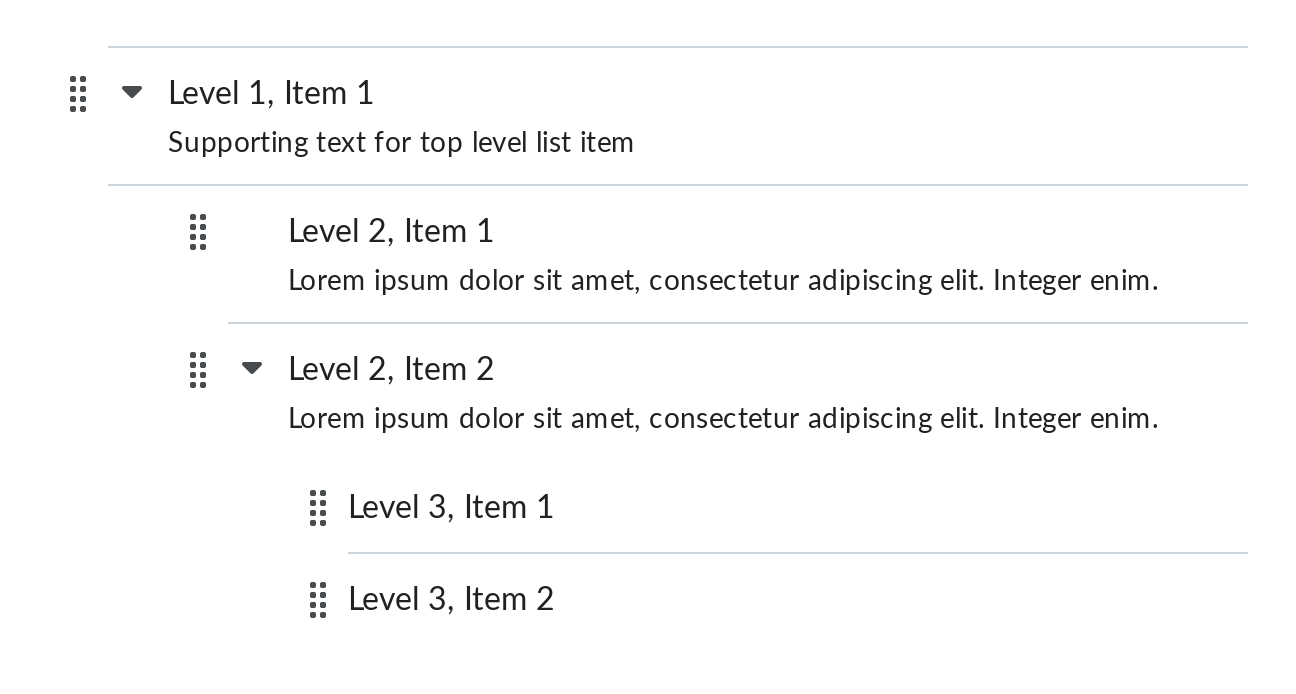 Level 1, Item 1
Supporting text for top level list item
Level 2, Item 1
Lorem ipsum dolor sit amet, consectetur adipiscing elit. Integer enim.
Level 2, Item 2
Lorem ipsum dolor sit amet, consectetur adipiscing elit. Integer enim.
Level 3, Item 1
Level 3, Item 2